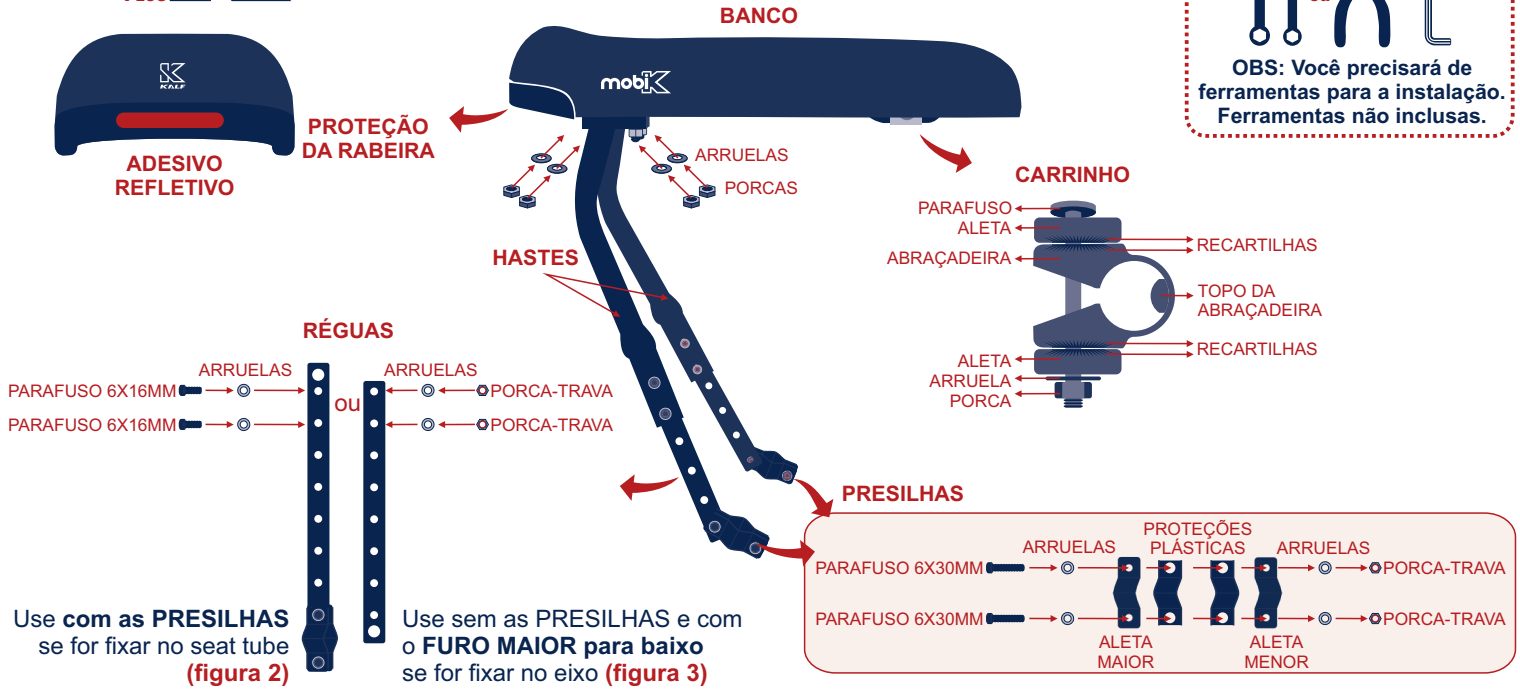 BANCO
KALF
mobiK
OBS: Você precisará de
ferramentas para a instalação.
Ferramentas não inclusas.
PROTEÇÃO
DA RABEIRA
ADESIVO
REFLETIVO
ARRUELAS
PORCAS
CARRINHO
PARAFUSO
ALETA
ABRAÇADEIRA
RECARTILHAS
TOPO DA
ABRAÇADEIRA
RECARTILHAS
ALETA
ARRUELA
PORCA
HASTES
RÉGUAS
ARRUELAS
ARRUELAS
PARAFUSO 6X16MM
ou
PORCA-TRAVA
PARAFUSO 6X16MM
PORCA-TRAVA
Use com as PRESILHAS
se for fixar no seat tube
(figura 2)
Use sem as PRESILHAS e com
o FURO MAIOR para baixo
se for fixar no eixo (figura 3)
PRESILHAS
ARRUELAS
PROTEÇÕES
PLÁSTICAS
ARRUELAS
PARAFUSO 6X30MM
PORCA-TRAVA
PARAFUSO 6X30MM
PORCA-TRAVA
ALETA
MAIOR
ALETA
MENOR